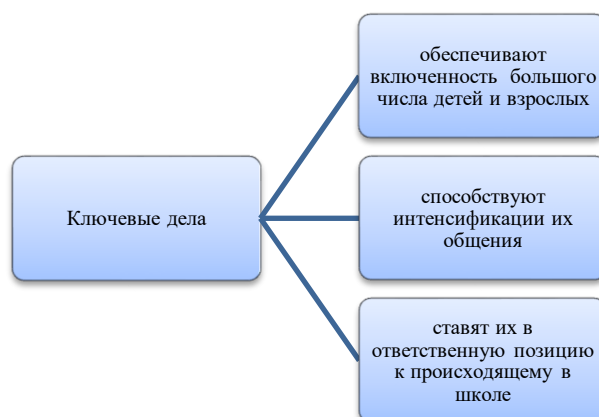 Ключевые дела
обеспечивают
включенность большого
числа детей и взрослых
способствуют
интенсификации их
общения
ставят их в
ответственную позицию
к происходящему в
школе